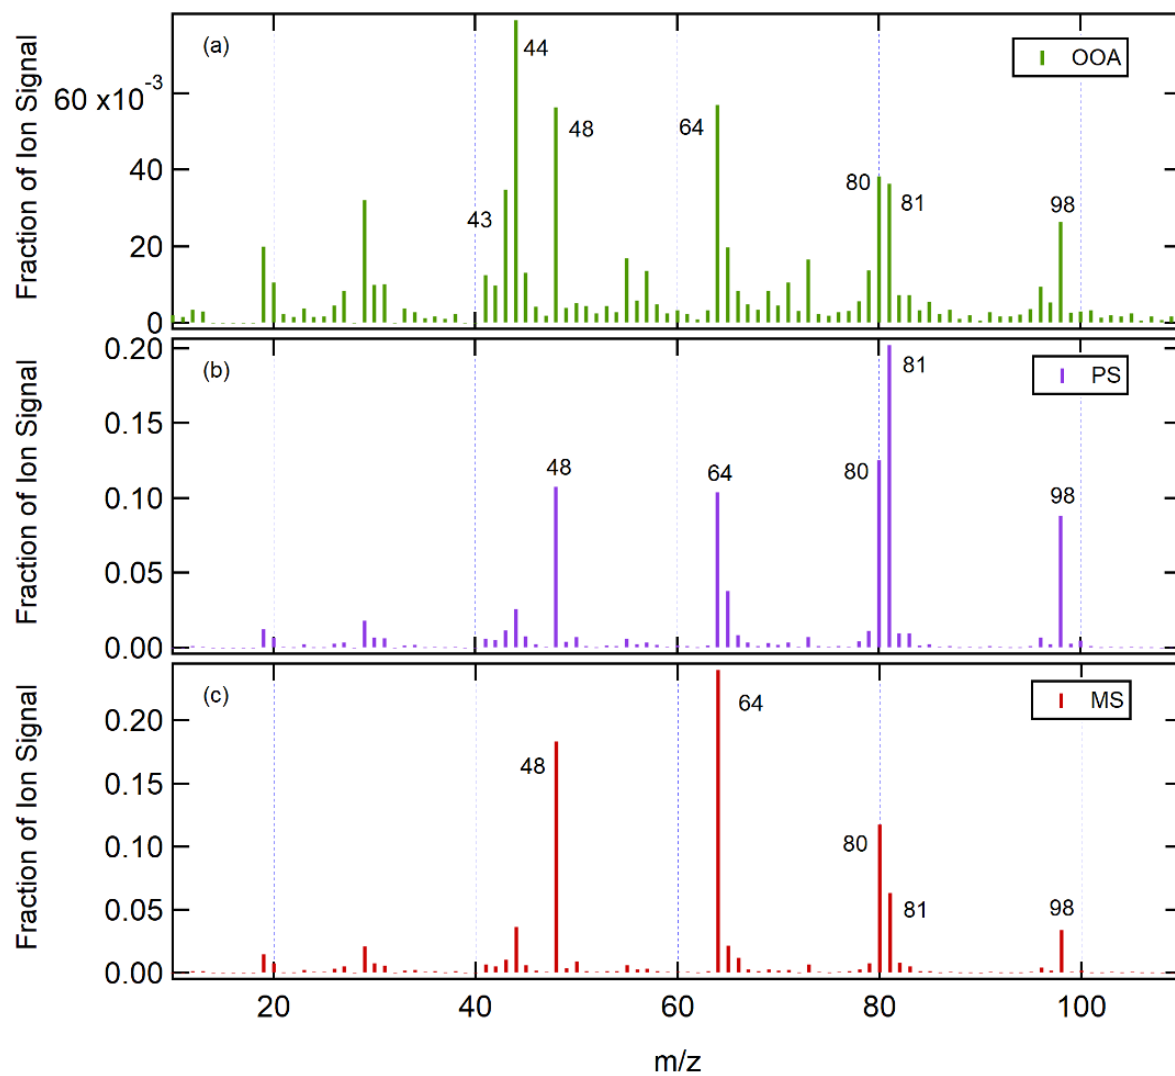 (a)
44
OOA
60 x10⁻³
48
64
40
80
81
43
98
20
0
Fraction of Ion Signal
0.20
(b)
81
PS
0.15
48
64
80
98
0.10
0.05
0.00
Fraction of Ion Signal
(c)
64
MS
0.20
48
0.15
80
0.10
81
98
0.05
0.00
Fraction of Ion Signal
20 40 60 80 100
m/z